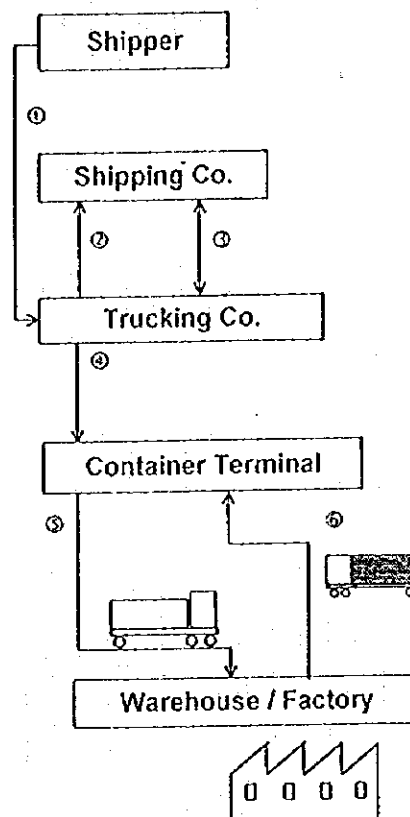 Shipper
①
Shipping Co.
②
③
Trucking Co.
④
Container Terminal
⑤
⑥
Warehouse / Factory